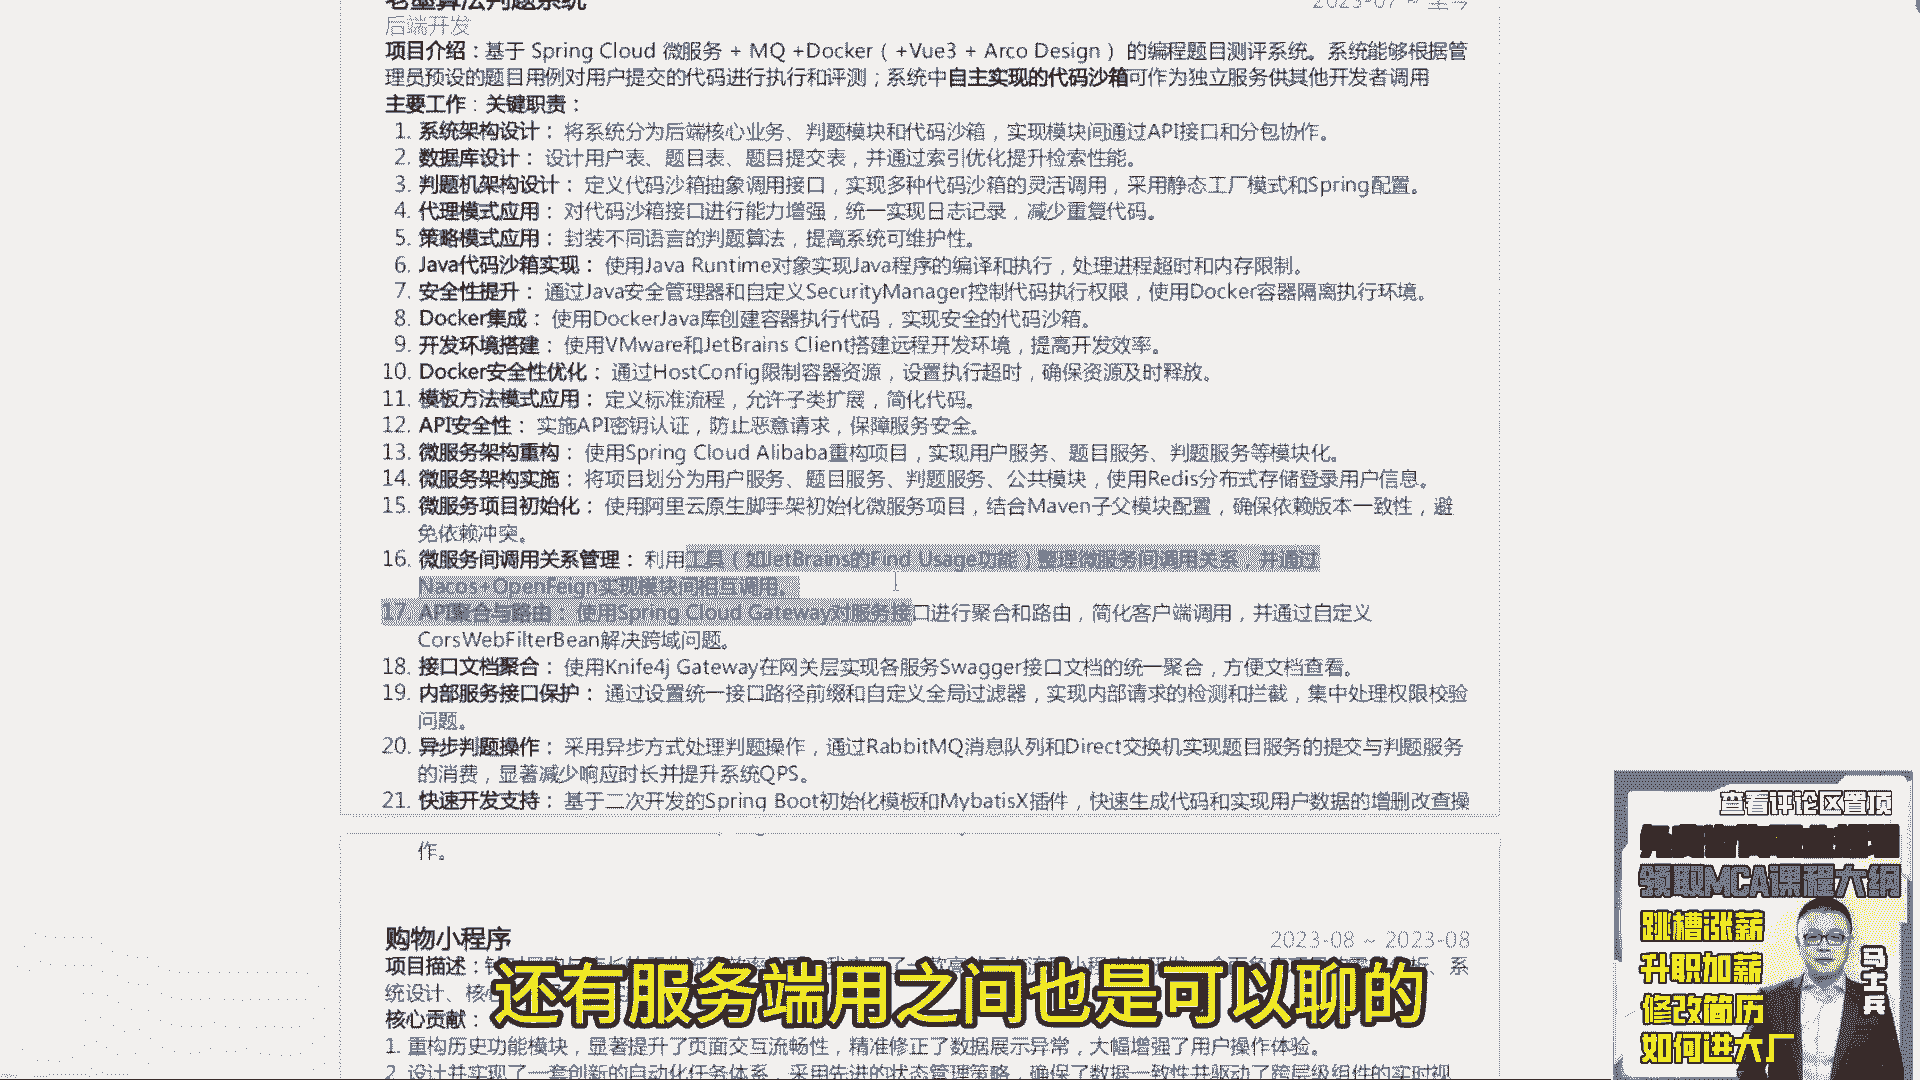 老墨算法判题系统
2023-07 ~ 至今
后端开发
项目介绍：基于 Spring Cloud 微服务 + MQ +Docker（ +Vue3 + Arco Design ） 的编程题目测评系统。系统能够根据管
理员预设的题目用例对用户提交的代码进行执行和评测；系统中自主实现的代码沙箱可作为独立服务供其他开发者调用
主要工作：关键职责：
1. 系统架构设计： 将系统分为后端核心业务、判题模块和代码沙箱，实现模块间通过API接口和分包协作。
2. 数据库设计： 设计用户表、题目表、题目提交表，并通过索引优化提升检索性能。
3. 判题机架构设计： 定义代码沙箱抽象调用接口，实现多种代码沙箱的灵活调用，采用静态工厂模式和Spring配置。
4. 代理模式应用： 对代码沙箱接口进行能力增强，统一实现日志记录，减少重复代码。
5. 策略模式应用： 封装不同语言的判题算法，提高系统可维护性。
6. Java代码沙箱实现： 使用Java Runtime对象实现Java程序的编译和执行，处理进程超时和内存限制。
7. 安全性提升： 通过Java安全管理器和自定义SecurityManager控制代码执行权限，使用Docker容器隔离执行环境。
8. Docker集成： 使用DockerJava库创建容器执行代码，实现安全的代码沙箱。
9. 开发环境搭建： 使用VMware和JetBrains Client搭建远程开发环境，提高开发效率。
10. Docker安全性优化： 通过HostConfig限制容器资源，设置执行超时，确保资源及时释放。
11. 模板方法模式应用： 定义标准流程，允许子类扩展，简化代码。
12. API安全性： 实施API密钥认证，防止恶意请求，保障服务安全。
13. 微服务架构重构： 使用Spring Cloud Alibaba重构项目，实现用户服务、题目服务、判题服务等模块化。
14. 微服务架构实施： 将项目划分为用户服务、题目服务、判题服务、公共模块，使用Redis分布式存储登录用户信息。
15. 微服务项目初始化： 使用阿里云原生脚手架初始化微服务项目，结合Maven子父模块配置，确保依赖版本一致性，避
免依赖冲突。
16. 微服务间调用关系管理： 利用工具（如JetBrains的Find Usage功能）整理微服务间调用关系，并通过
Nacos+OpenFeign实现模块间相互调用。
17. API聚合与路由： 使用Spring Cloud Gateway对服务接口进行聚合和路由，简化客户端调用，并通过自定义
CorsWebFilterBean解决跨域问题。
18. 接口文档聚合： 使用Knife4j Gateway在网关层实现各服务Swagger接口文档的统一聚合，方便文档查看。
19. 内部服务接口保护： 通过设置统一接口路径前缀和自定义全局过滤器，实现内部请求的检测和拦截，集中处理权限校验
问题。
20. 异步判题操作： 采用异步方式处理判题操作，通过RabbitMQ消息队列和Direct交换机实现题目服务的提交与判题服务
的消费，显著减少响应时长并提升系统QPS。
21. 快速开发支持： 基于二次开发的Spring Boot初始化模板和MybatisX插件，快速生成代码和实现用户数据的增删改查操
作。
购物小程序
2023-08 ~ 2023-08
项目描述：
、系
统设计、核
核心贡献：
1. 重构历史功能模块，显著提升了页面交互流畅性，精准修正了数据展示异常，大幅增强了用户操作体验。
2. 设计并实现了一套创新的自动化任务体系，采用先进的状态管理策略，确保了数据一致性并驱动了跨层级组件的实时视
还有服务端用之间也是可以聊的
查看评论区置顶
领取MCA课程大纲
跳槽涨薪
升职加薪
修改简历
如何进大厂
马士兵